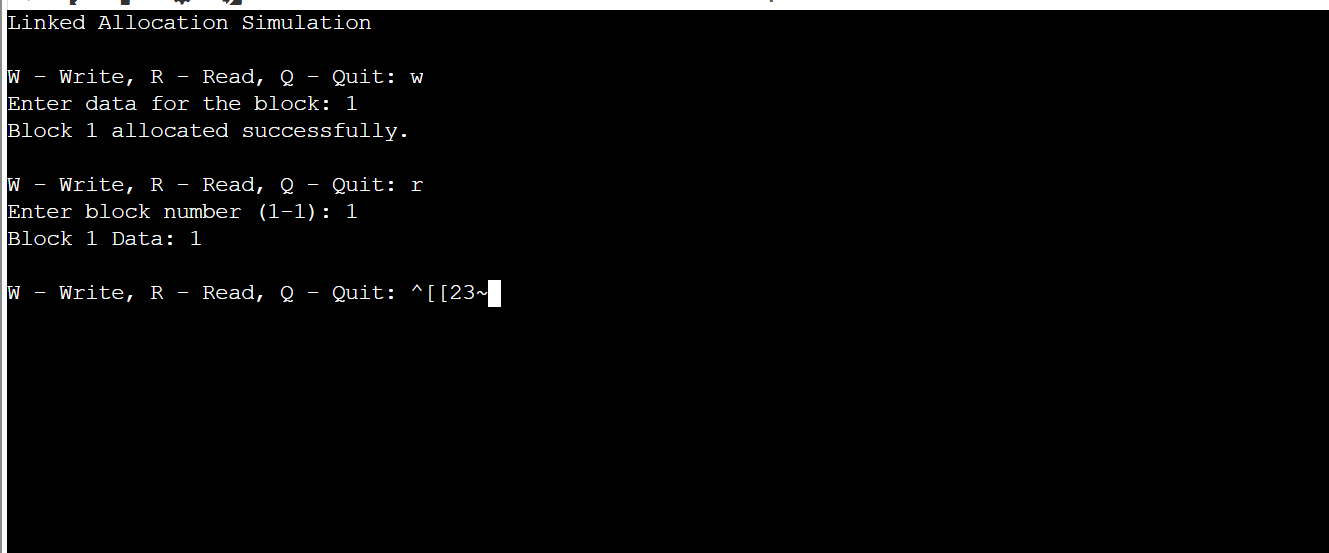 Linked Allocation Simulation
W - Write, R - Read, Q - Quit: w
Enter data for the block: 1
Block 1 allocated successfully.
W - Write, R - Read, Q - Quit: r
Enter block number (1-1): 1
Block 1 Data: 1
W - Write, R - Read, Q - Quit: ^[[23~